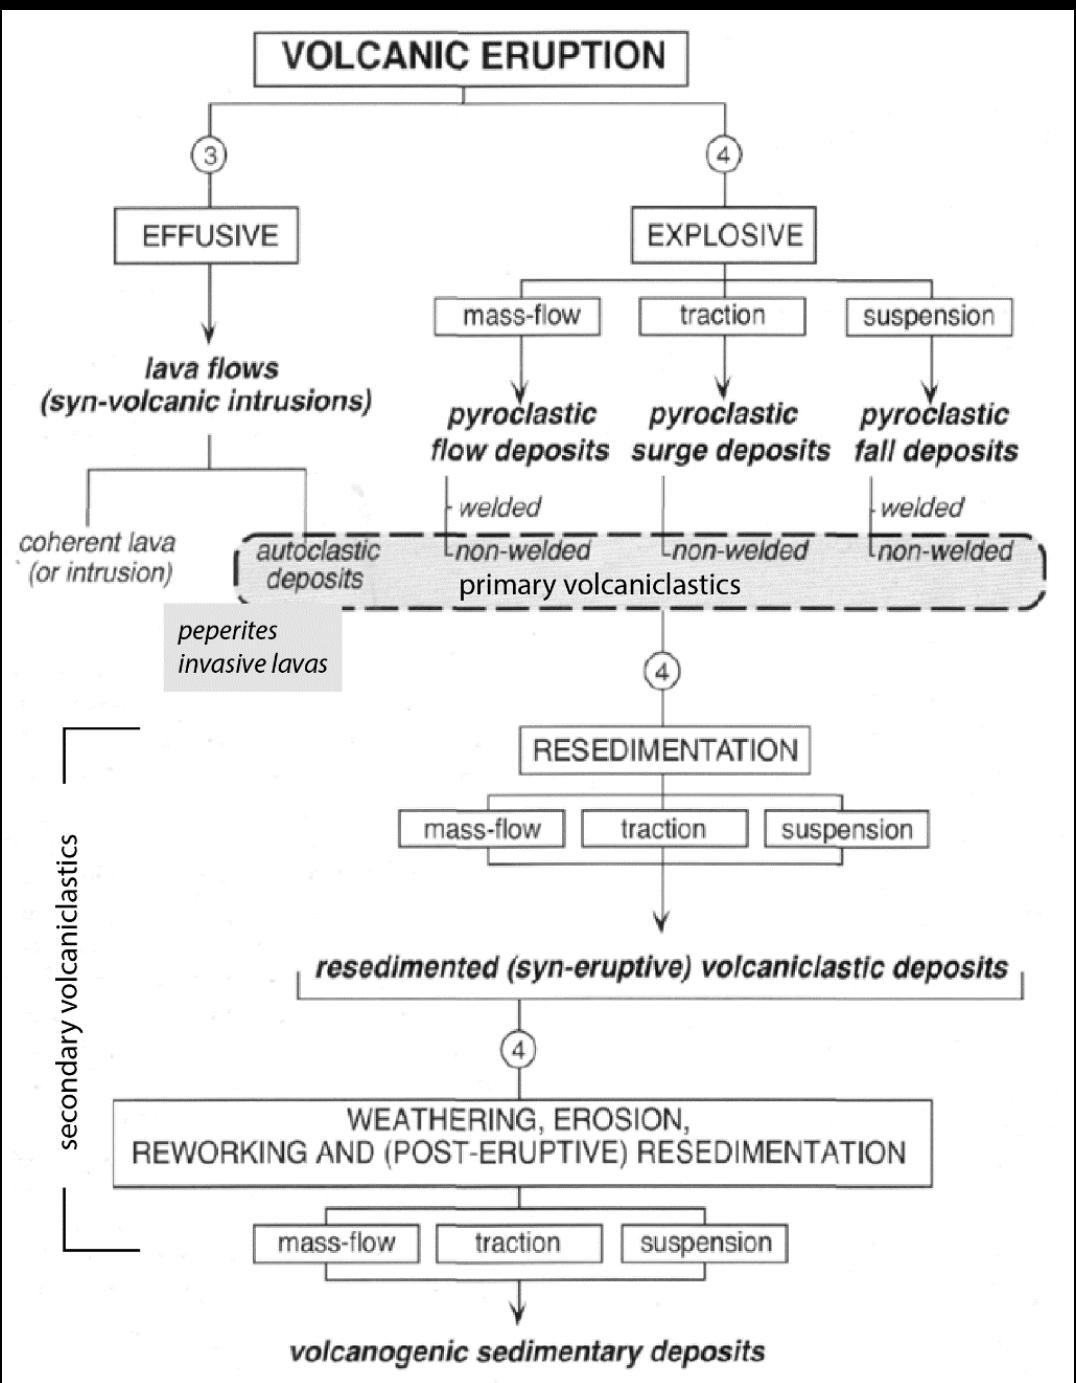 VOLCANIC ERUPTION
3
4
EFFUSIVE
EXPLOSIVE
mass-flow
traction
suspension
lava flows
(syn-volcanic intrusions)
pyroclastic
flow deposits
pyroclastic
surge deposits
pyroclastic
fall deposits
welded
welded
coherent lava
(or intrusion)
autoclastic
deposits
non-welded
non-welded
non-welded
primary volcaniclastics
peperites
invasive lavas
4
RESEDIMENTATION
mass-flow
traction
suspension
resedimented (syn-eruptive) volcaniclastic deposits
secondary volcaniclastics
4
WEATHERING, EROSION,
REWORKING AND (POST-ERUPTIVE) RESEDIMENTATION
mass-flow
traction
suspension
volcanogenic sedimentary deposits